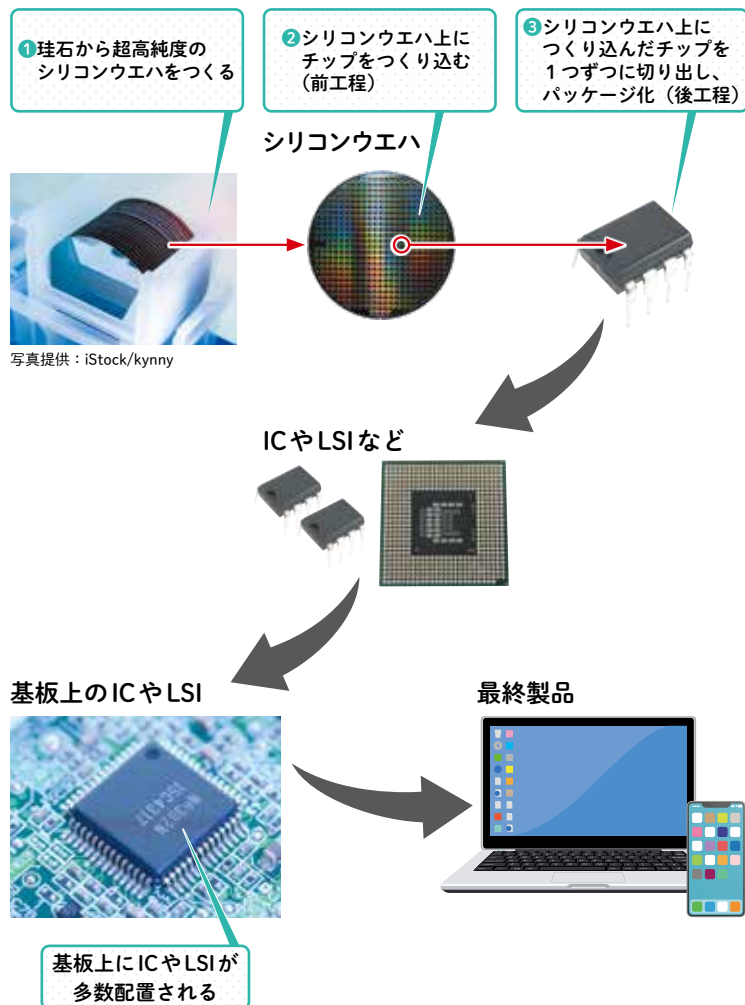 ❶珪石から超高純度の
シリコンウエハをつくる
❷シリコンウエハ上に
チップをつくり込む
（前工程）
❸シリコンウエハ上に
つくり込んだチップを
１つずつに切り出し、
パッケージ化（後工程）
シリコンウエハ
写真提供：iStock/kynny
ICやLSIなど
基板上のICやLSI
最終製品
基板上にICやLSIが
多数配置される